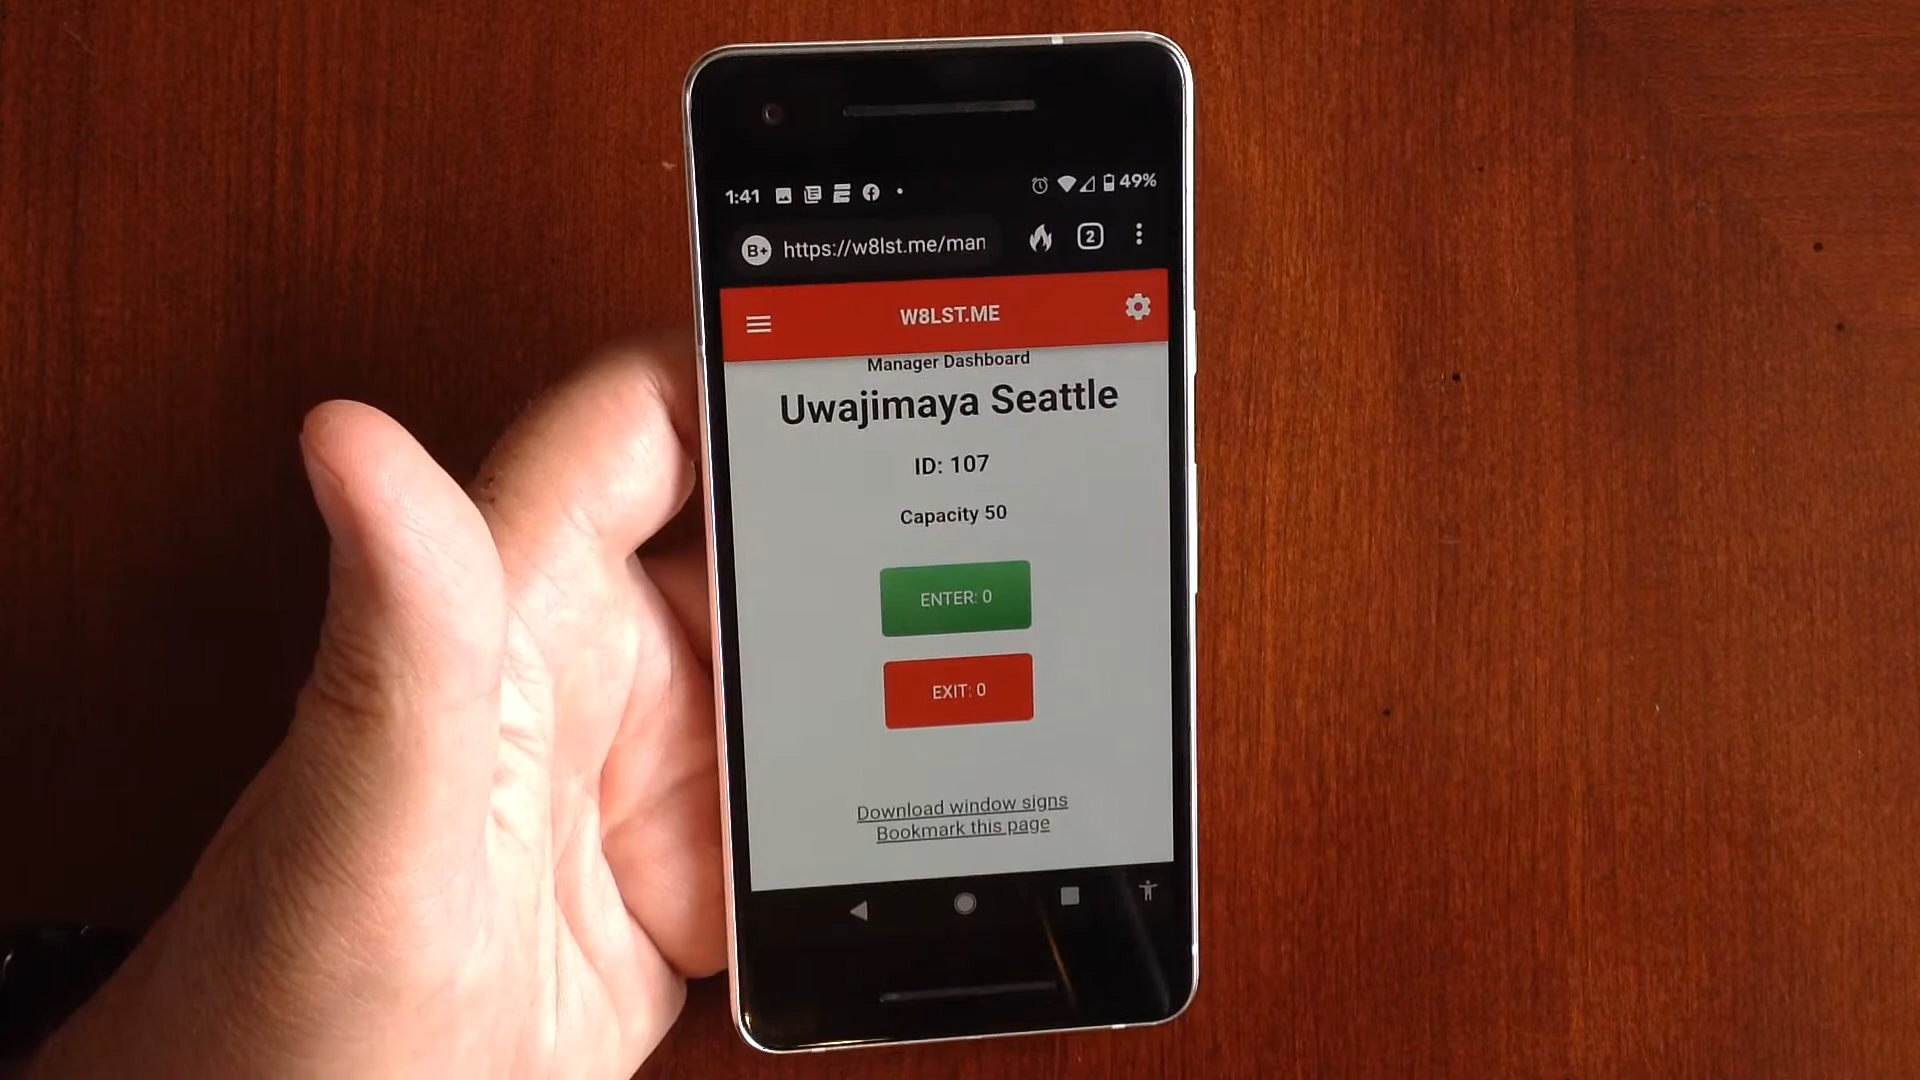 1:41 49%
B+ https://w8lst.me/man 2
W8LST.ME
Manager Dashboard
Uwajimaya Seattle
ID: 107
Capacity 50
ENTER: 0
EXIT: 0
Download window signs
Bookmark this page